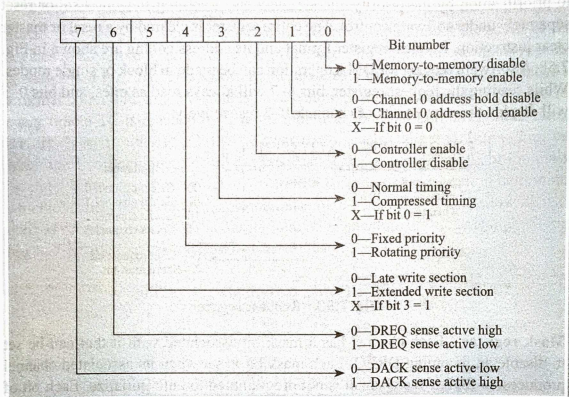 7 6 5 4 3 2 1 0
Bit number
0—Memory-to-memory disable
1—Memory-to-memory enable
0—Channel 0 address hold disable
1—Channel 0 address hold enable
X—If bit 0 = 0
0—Controller enable
1—Controller disable
0—Normal timing
1—Compressed timing
X—If bit 0 = 1
0—Fixed priority
1—Rotating priority
0—Late write section
1—Extended write section
X—If bit 3 = 1
0—DREQ sense active high
1—DREQ sense active low
0—DACK sense active low
1—DACK sense active high